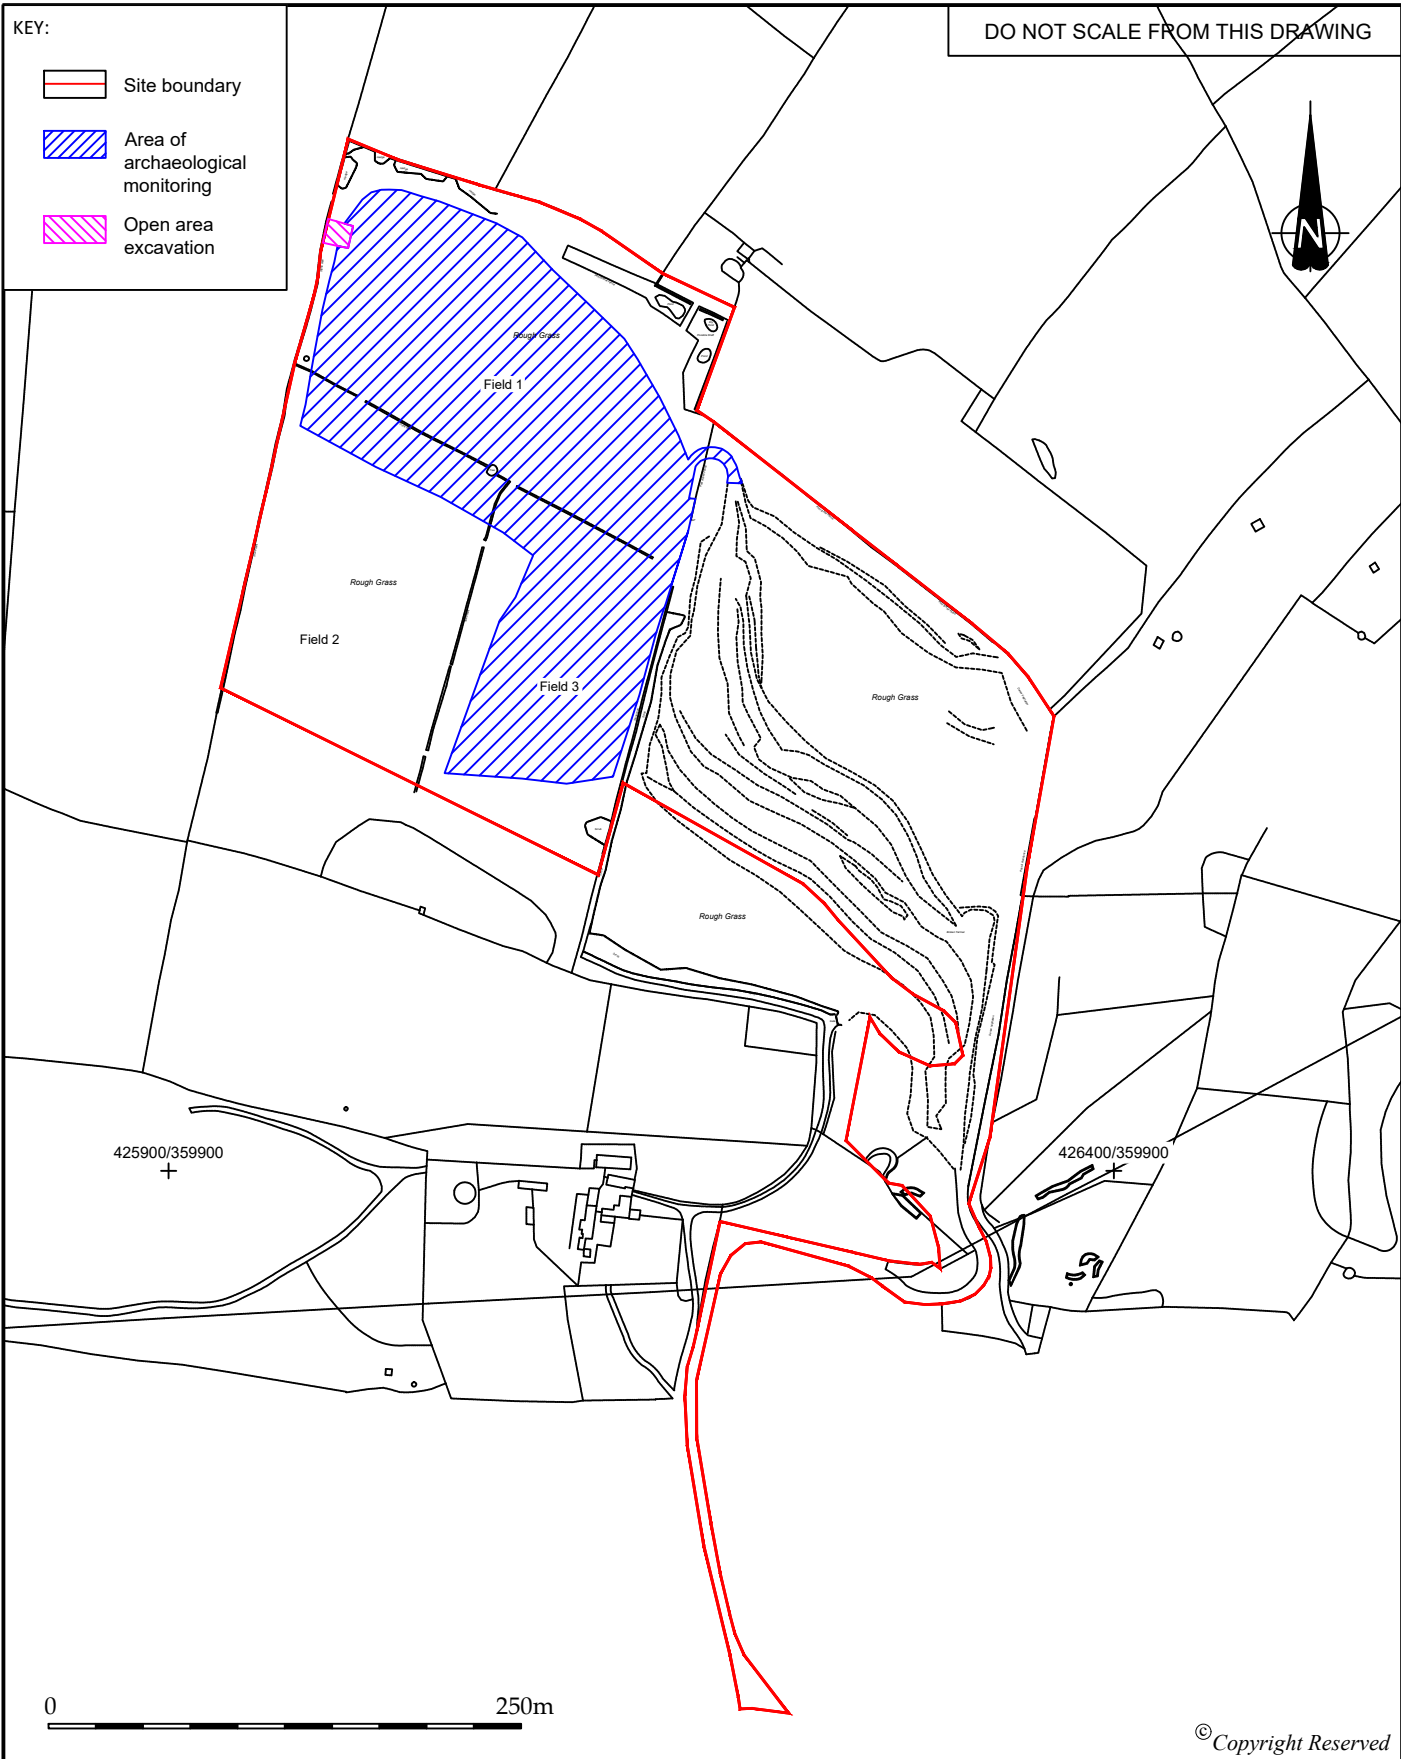 KEY:
DO NOT SCALE FROM THIS DRAWING
Site boundary
Area of
archaeological
monitoring
Open area
excavation
N
Rough Grass
Field 1
Rough Grass
Field 2
Field 3
Rough Grass
Rough Grass
425900/359900
426400/359900
0 250m
© Copyright Reserved